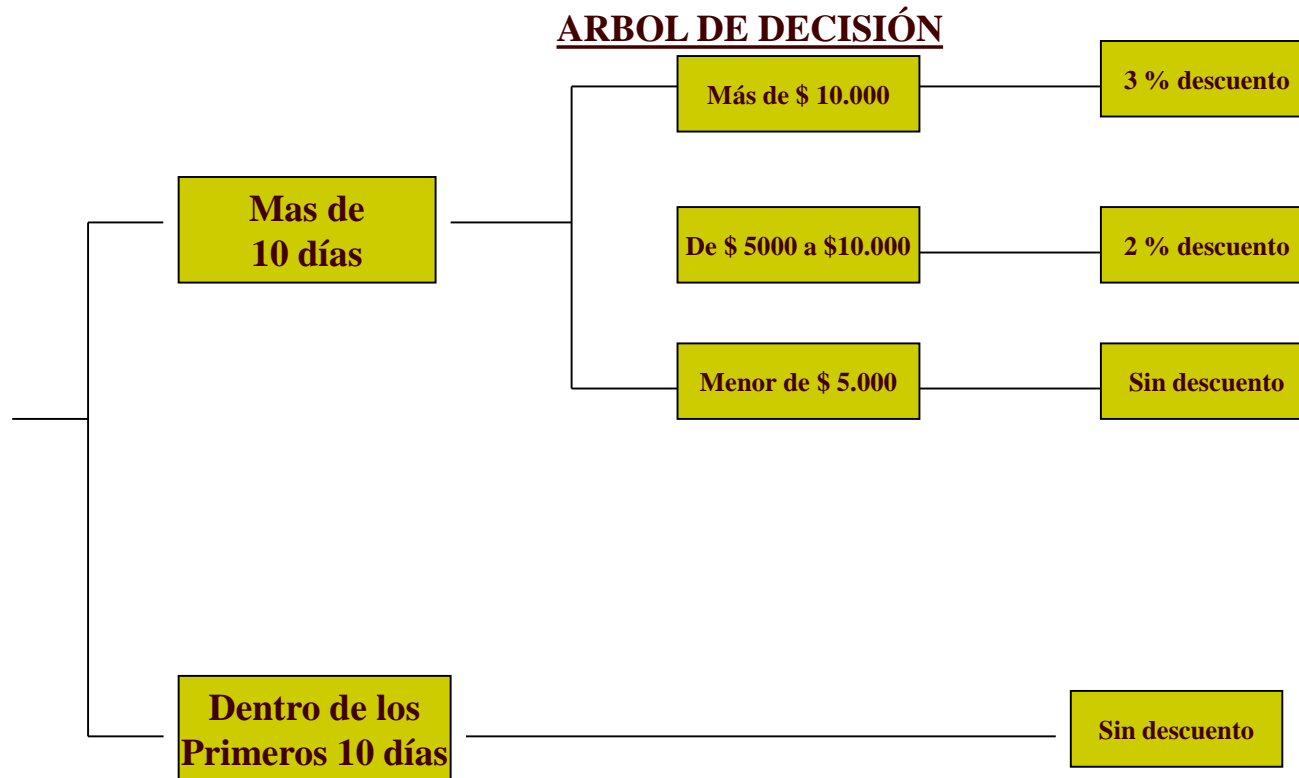 ARBOL DE DECISIÓN
Más de $ 10.000
3 % descuento
Mas de
10 días
De $ 5000 a $10.000
2 % descuento
Menor de $ 5.000
Sin descuento
Dentro de los
Primeros 10 días
Sin descuento